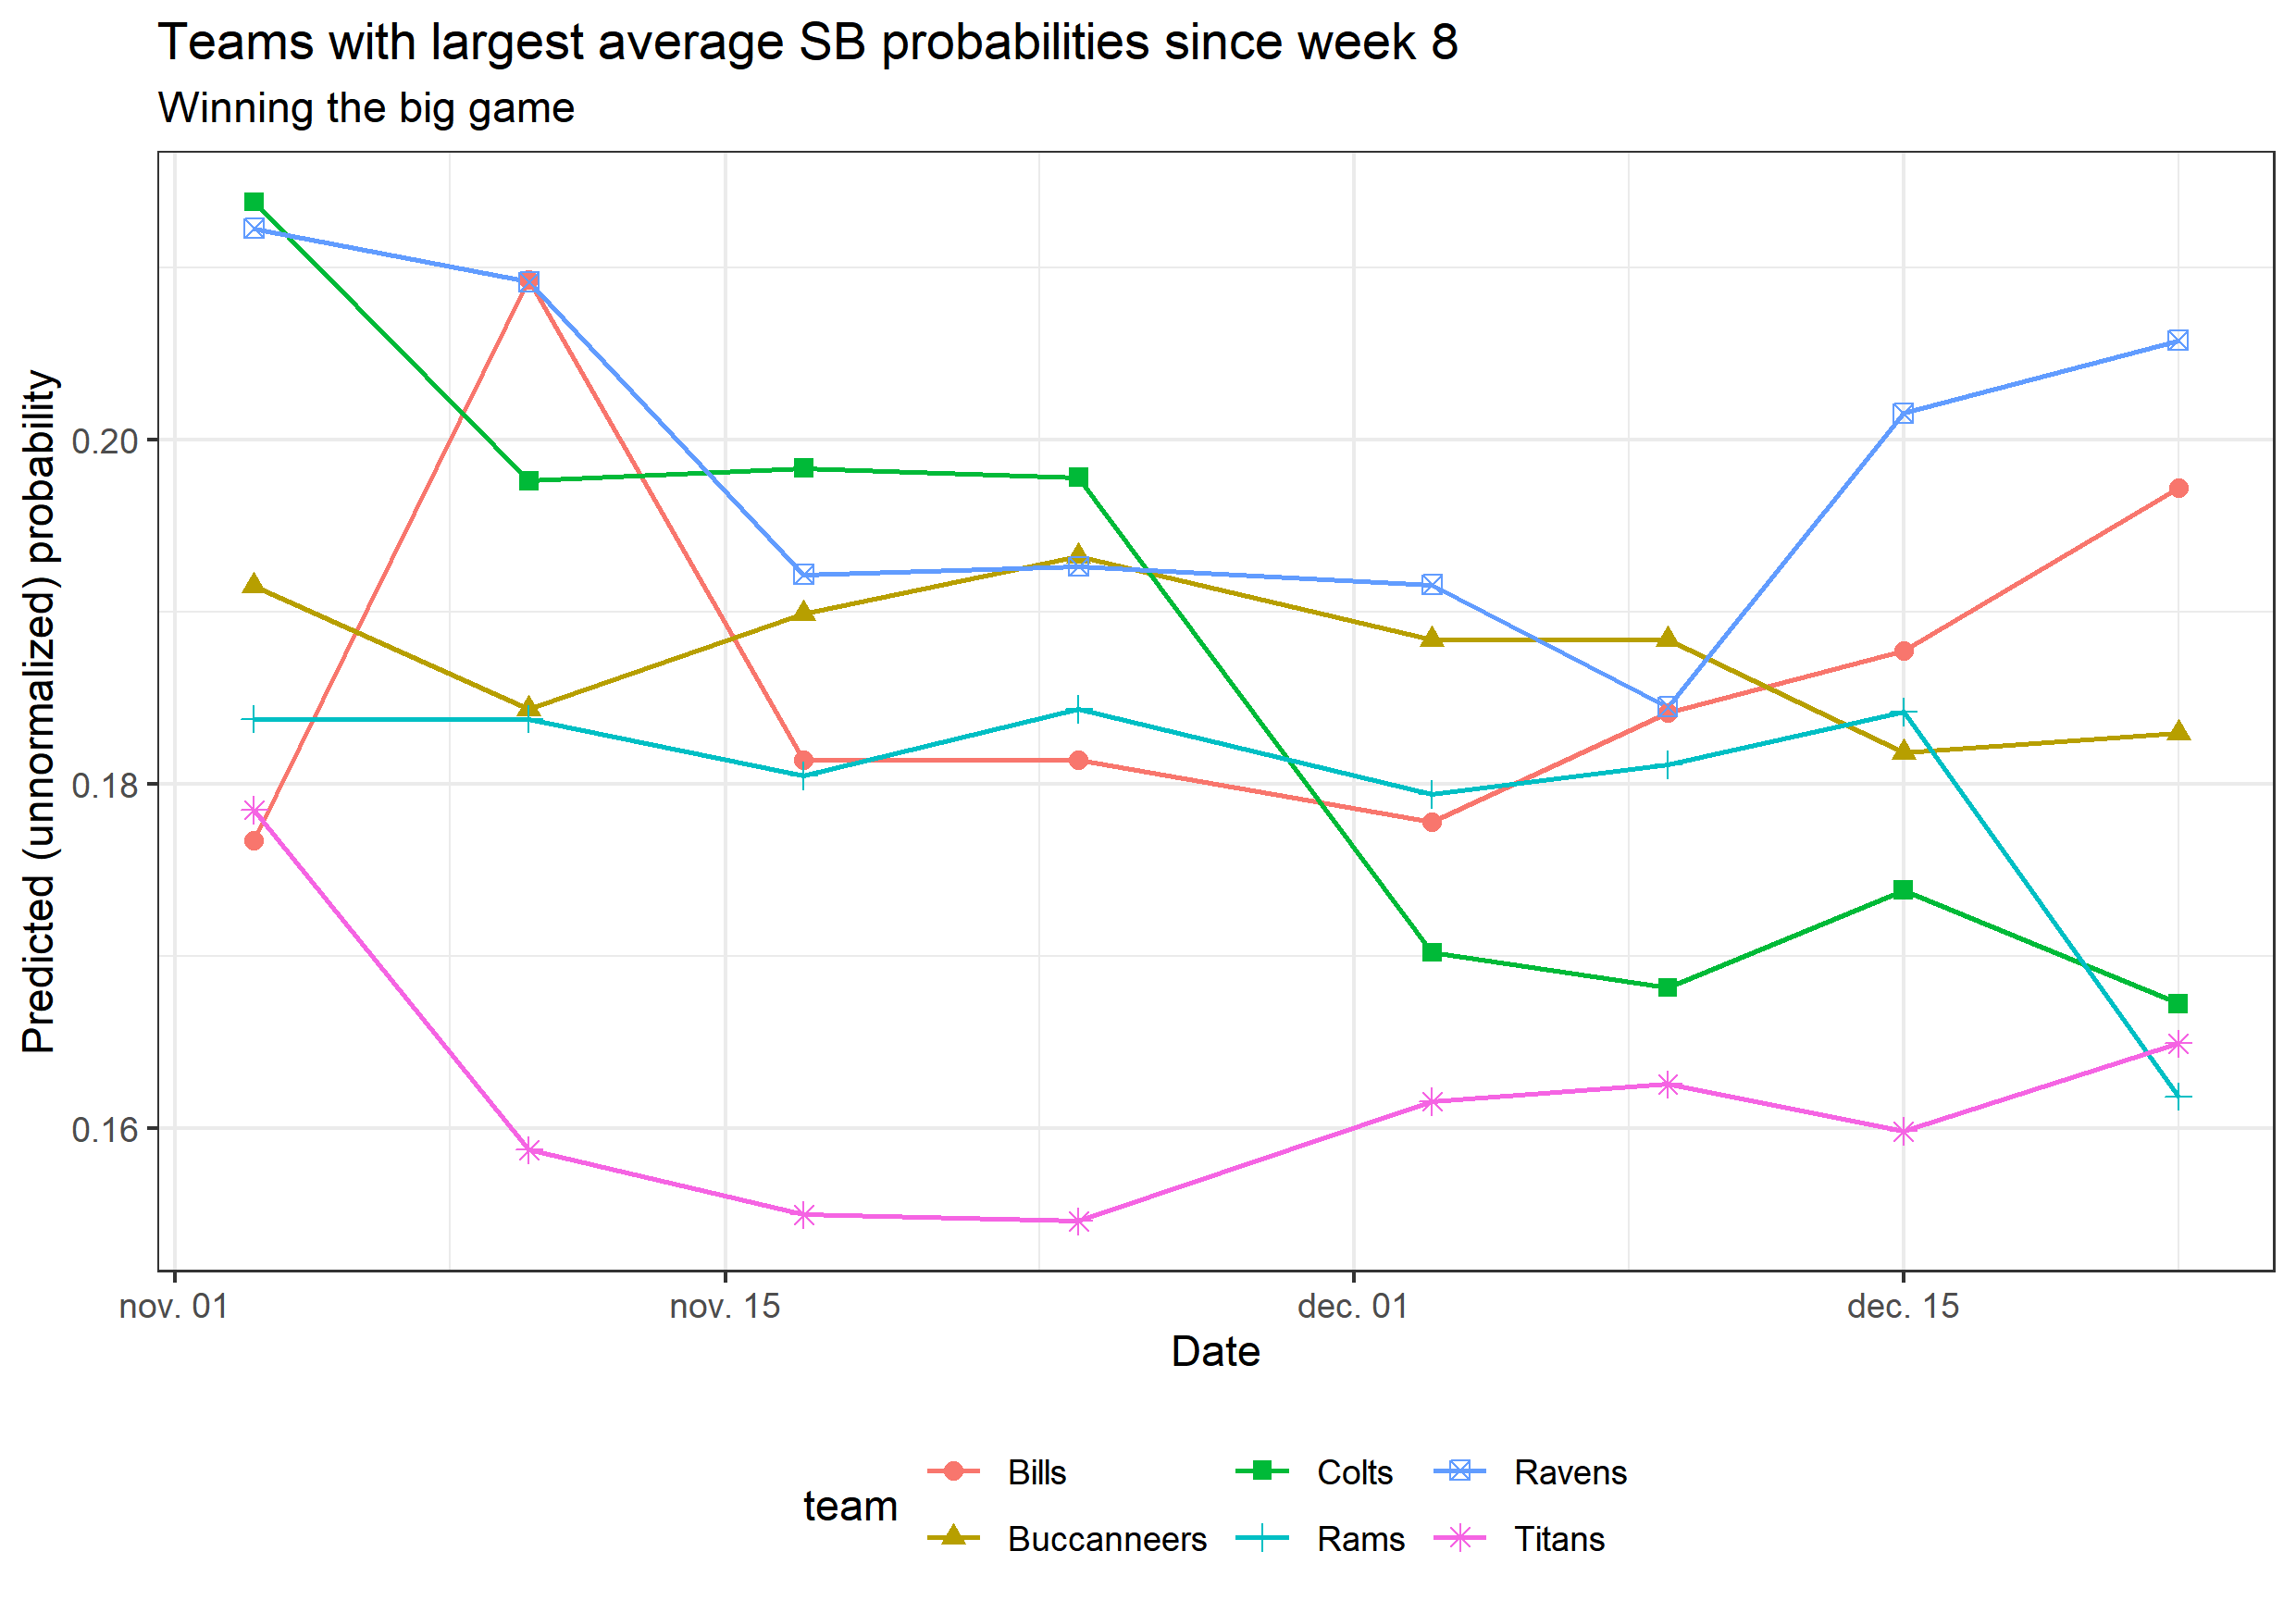 Teams with largest average SB probabilities since week 8
Winning the big game
Predicted (unnormalized) probability
0.20
0.18
0.16
nov. 01
nov. 15
dec. 01
dec. 15
Date
team
Bills
Colts
Ravens
Buccanneers
Rams
Titans